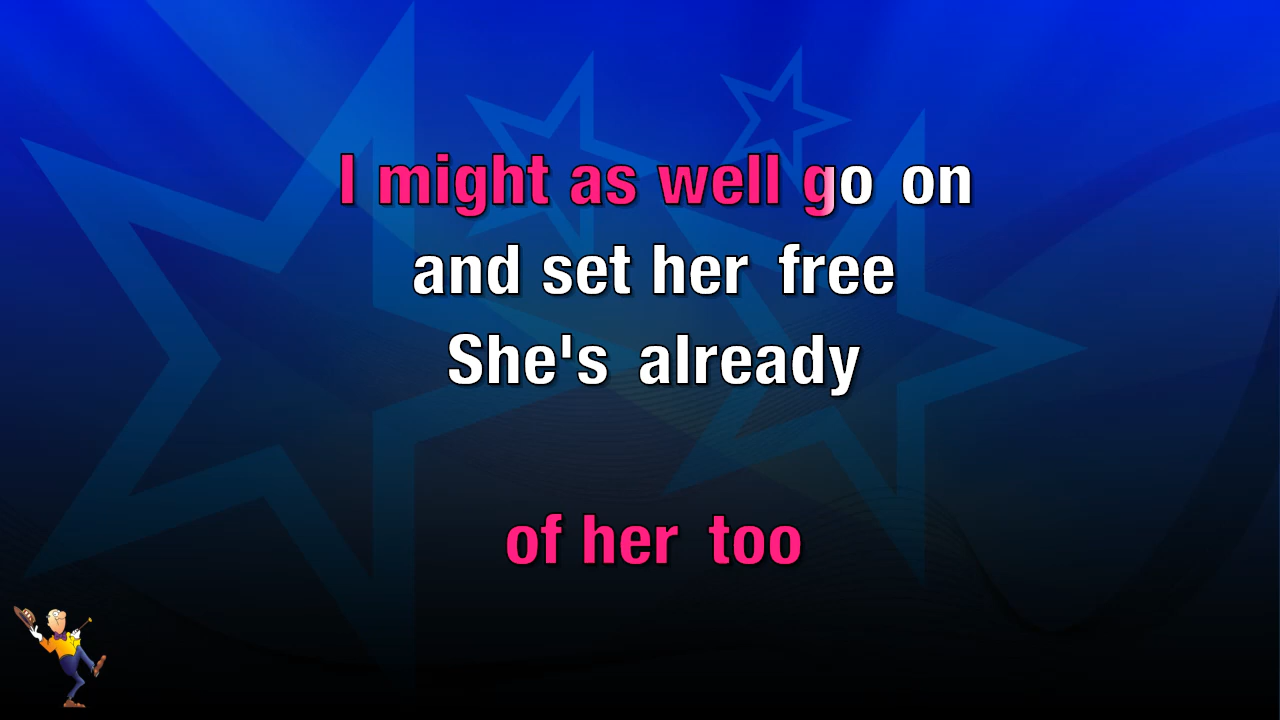 I might as well go on
and set her free
She's already
of her too